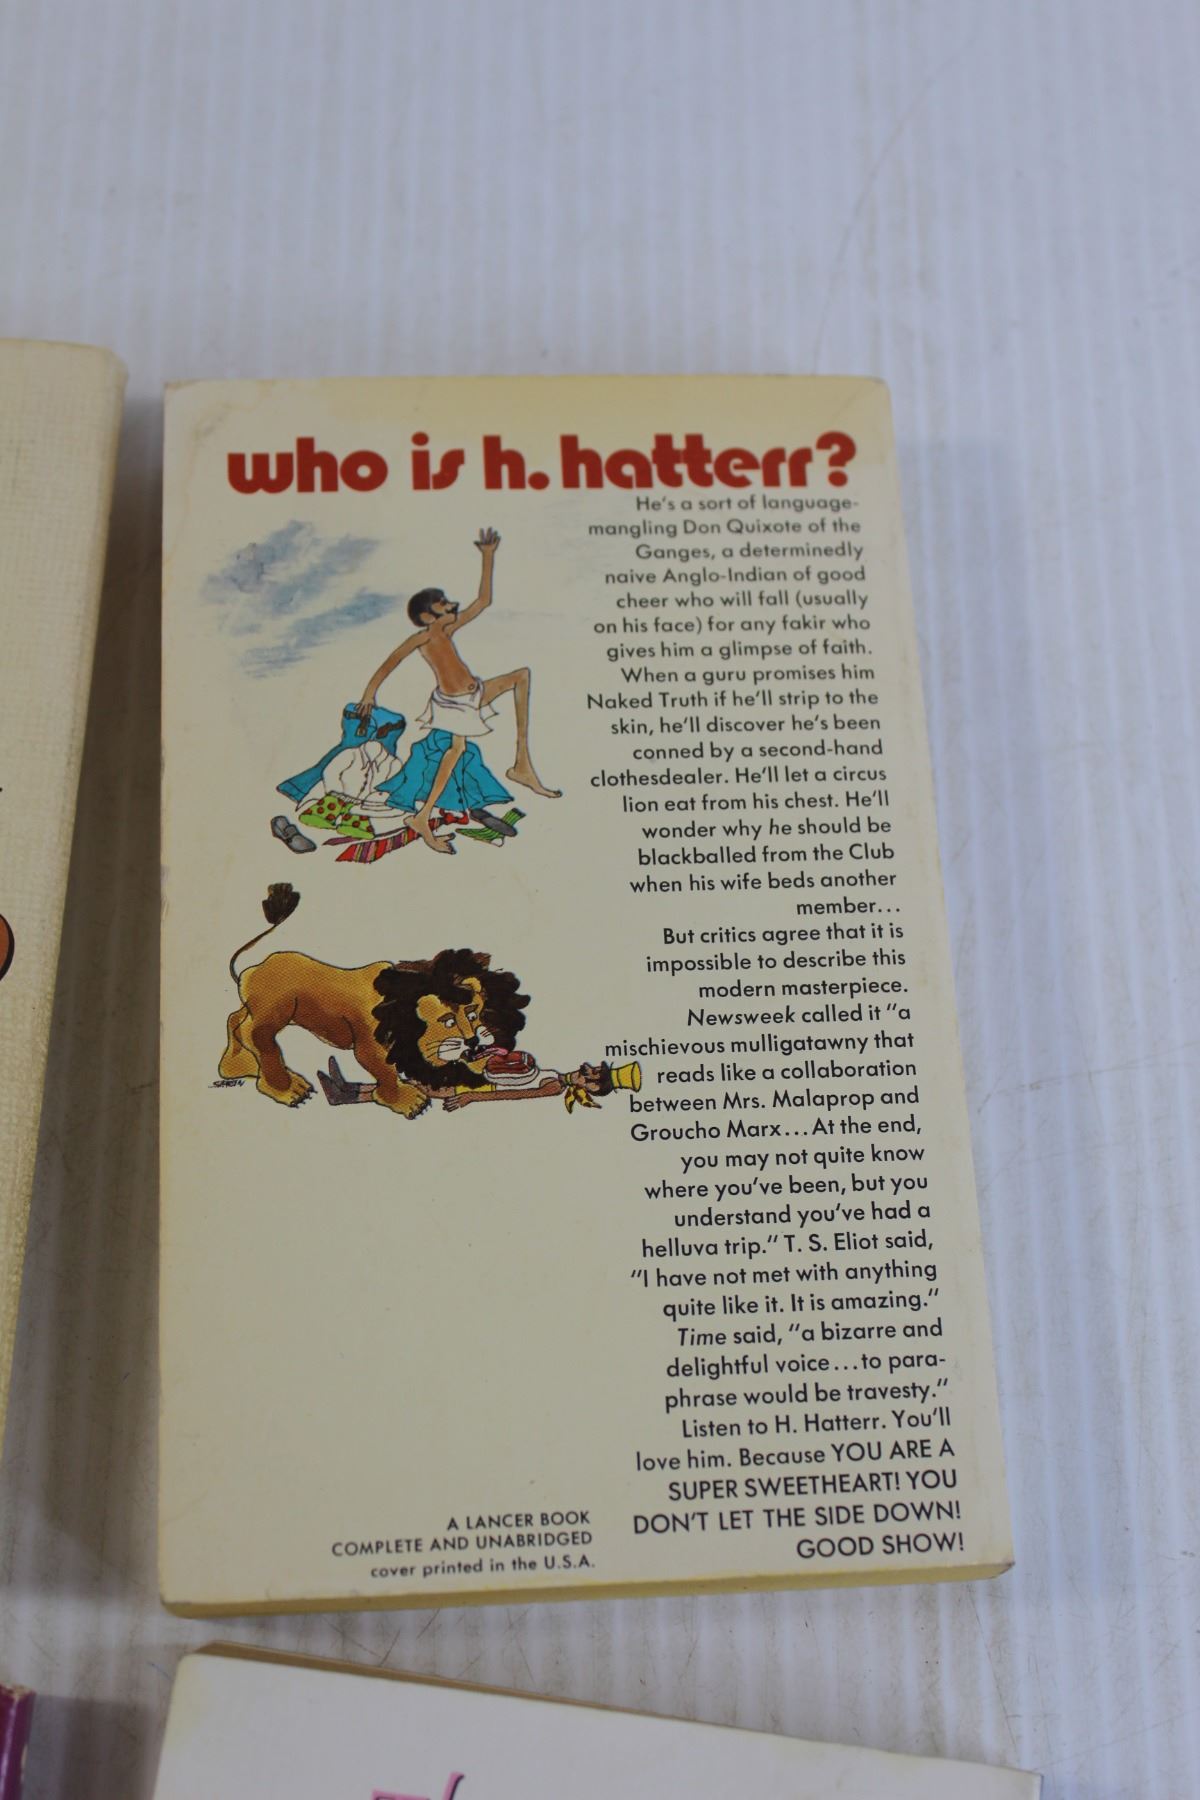 who is h. hatterr?
He's a sort of language-
mangling Don Quixote of the
Ganges, a determinedly
naive Anglo-Indian of good
cheer who will fall (usually
on his face) for any fakir who
gives him a glimpse of faith.
When a guru promises him
Naked Truth if he'll strip to the
skin, he'll discover he's been
conned by a second-hand
clothesdealer. He'll let a circus
lion eat from his chest. He'll
wonder why he should be
blackballed from the Club
when his wife beds another
member...
But critics agree that it is
impossible to describe this
modern masterpiece.
Newsweek called it "a
mischievous mulligatawny that
reads like a collaboration
between Mrs. Malaprop and
Groucho Marx...At the end,
you may not quite know
where you've been, but you
understand you've had a
helluva trip." T. S. Eliot said,
"I have not met with anything
quite like it. It is amazing."
Time said, "a bizarre and
delightful voice...to para-
phrase would be travesty."
Listen to H. Hatterr. You'll
love him. Because YOU ARE A
SUPER SWEETHEART! YOU
DON'T LET THE SIDE DOWN!
GOOD SHOW!
A LANCER BOOK
COMPLETE AND UNABRIDGED
cover printed in the U.S.A.